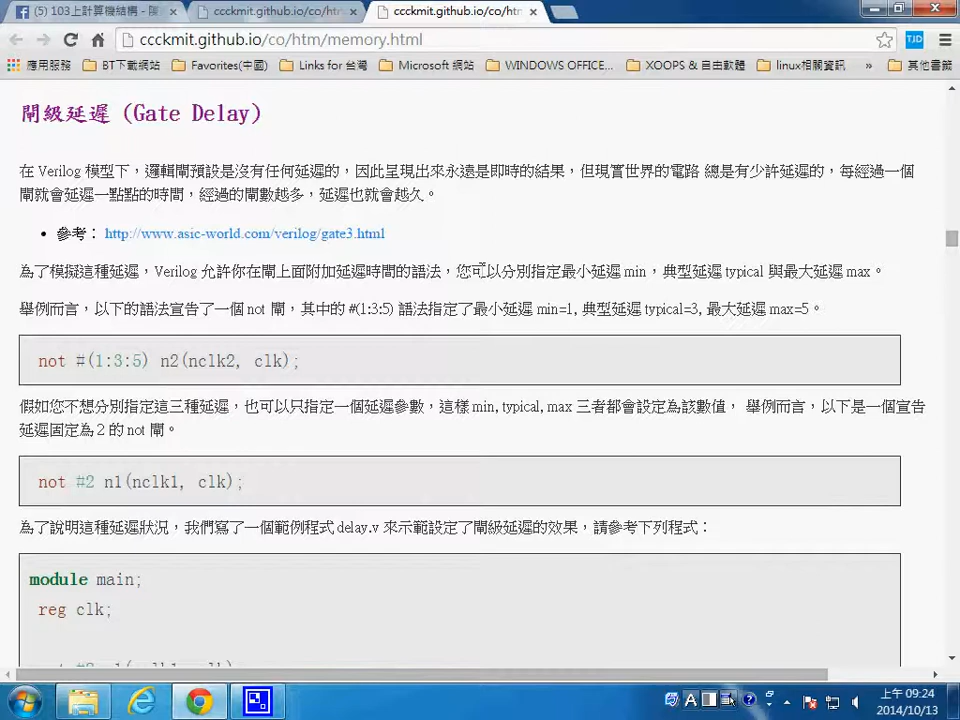 (5) 103上計算機結構 - 陳
ccckmit.github.io/co/htm
ccckmit.github.io/co/htm
ccckmit.github.io/co/htm/memory.html
TJD
應用服務 BT下載網站 Favorites(中國) Links for 台灣 Microsoft 網站 WINDOWS OFFICE... XOOPS & 自由軟體 linux相關資訊 » 其他書籤
閘級延遲 (Gate Delay)
在 Verilog 模型下，邏輯閘預設是沒有任何延遲的，因此呈現出來永遠是即時的結果，但現實世界的電路 總是有少許延遲的，每經過一個
閘就會延遲一點點的時間，經過的閘數越多，延遲也就會越久。
• 參考： http://www.asic-world.com/verilog/gate3.html
為了模擬這種延遲，Verilog 允許你在閘上面附加延遲時間的語法，您可以分別指定最小延遲 min，典型延遲 typical 與最大延遲 max。
舉例而言，以下的語法宣告了一個 not 閘，其中的 #(1:3:5) 語法指定了最小延遲 min=1, 典型延遲 typical=3, 最大延遲 max=5。
not #(1:3:5) n2(nclk2, clk);
假如您不想分別指定這三種延遲，也可以只指定一個延遲參數，這樣 min, typical, max 三者都會設定為該數值， 舉例而言，以下是一個宣告
延遲固定為 2 的 not 閘。
not #2 n1(nclk1, clk);
為了說明這種延遲狀況，我們寫了一個範例程式 delay.v 來示範設定了閘級延遲的效果，請參考下列程式：
module main;
reg clk;
上午 09:24
2014/10/13